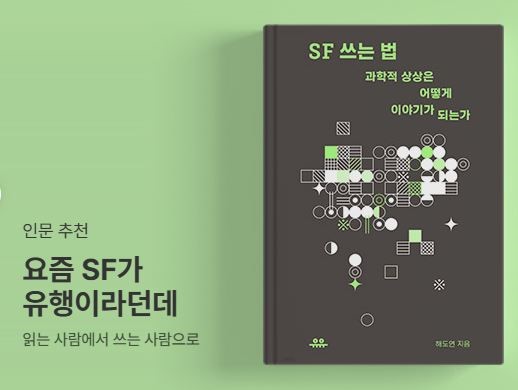 인문 추천
요즘 SF가
유행이라던데
읽는 사람에서 쓰는 사람으로
SF 쓰는 법
과학적 상상은
어떻게
이야기가
되는가
해도연 지음